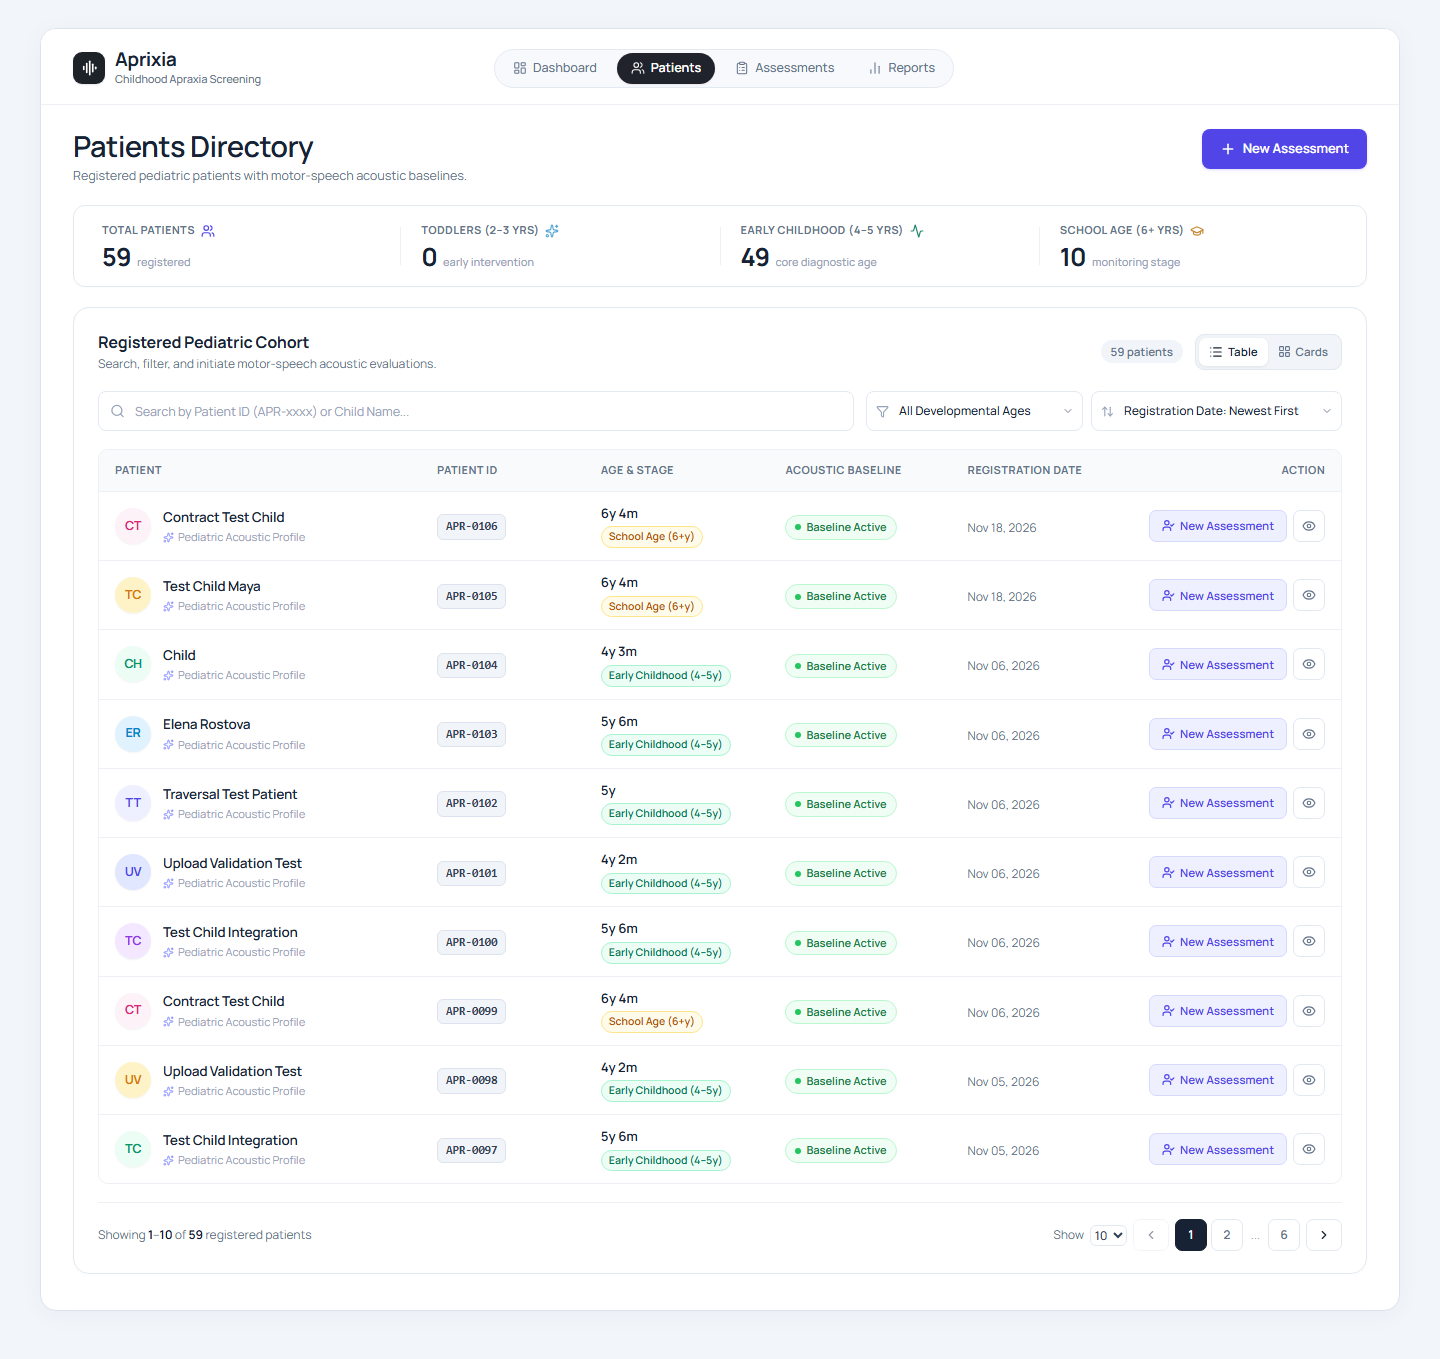 Aprixia
Childhood Apraxia Screening
Dashboard
Patients
Assessments
Reports
Patients Directory
Registered pediatric patients with motor-speech acoustic baselines.
New Assessment
TOTAL PATIENTS
59 registered
TODDLERS (2–3 YRS)
0 early intervention
EARLY CHILDHOOD (4–5 YRS)
49 core diagnostic age
SCHOOL AGE (6+ YRS)
10 monitoring stage
Registered Pediatric Cohort
Search, filter, and initiate motor-speech acoustic evaluations.
59 patients
Table
Cards
Search by Patient ID (APR-xxxx) or Child Name...
All Developmental Ages
Registration Date: Newest First
PATIENT PATIENT ID AGE & STAGE ACOUSTIC BASELINE REGISTRATION DATE ACTION
CT Contract Test Child
Pediatric Acoustic Profile
APR-0106
6y 4m
School Age (6+y)
Baseline Active
Nov 18, 2026
New Assessment
TC Test Child Maya
Pediatric Acoustic Profile
APR-0105
6y 4m
School Age (6+y)
Baseline Active
Nov 18, 2026
New Assessment
CH Child
Pediatric Acoustic Profile
APR-0104
4y 3m
Early Childhood (4–5y)
Baseline Active
Nov 06, 2026
New Assessment
ER Elena Rostova
Pediatric Acoustic Profile
APR-0103
5y 6m
Early Childhood (4–5y)
Baseline Active
Nov 06, 2026
New Assessment
TT Traversal Test Patient
Pediatric Acoustic Profile
APR-0102
5y
Early Childhood (4–5y)
Baseline Active
Nov 06, 2026
New Assessment
UV Upload Validation Test
Pediatric Acoustic Profile
APR-0101
4y 2m
Early Childhood (4–5y)
Baseline Active
Nov 06, 2026
New Assessment
TC Test Child Integration
Pediatric Acoustic Profile
APR-0100
5y 6m
Early Childhood (4–5y)
Baseline Active
Nov 06, 2026
New Assessment
CT Contract Test Child
Pediatric Acoustic Profile
APR-0099
6y 4m
School Age (6+y)
Baseline Active
Nov 06, 2026
New Assessment
UV Upload Validation Test
Pediatric Acoustic Profile
APR-0098
4y 2m
Early Childhood (4–5y)
Baseline Active
Nov 05, 2026
New Assessment
TC Test Child Integration
Pediatric Acoustic Profile
APR-0097
5y 6m
Early Childhood (4–5y)
Baseline Active
Nov 05, 2026
New Assessment
Showing 1–10 of 59 registered patients
Show 10 1 2 ... 6